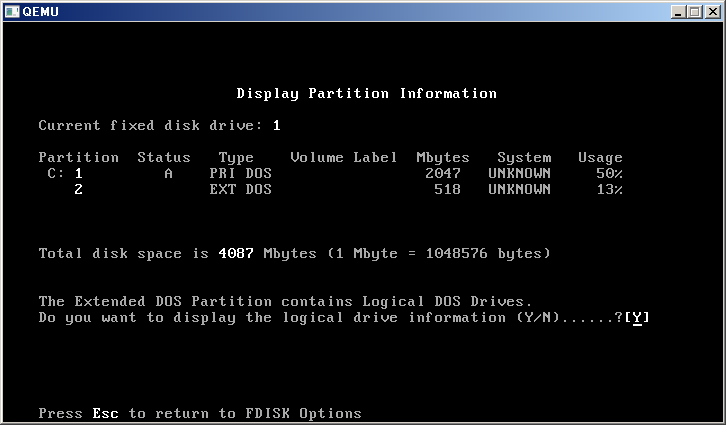 QEMU
Display Partition Information
Current fixed disk drive: 1
Partition  Status   Type    Volume Label  Mbytes   System   Usage
C: 1         A    PRI DOS                 2047   UNKNOWN     50%
2              EXT DOS                  518   UNKNOWN     13%
Total disk space is 4087 Mbytes (1 Mbyte = 1048576 bytes)
The Extended DOS Partition contains Logical DOS Drives.
Do you want to display the logical drive information (Y/N)......?[Y]
Press Esc to return to FDISK Options